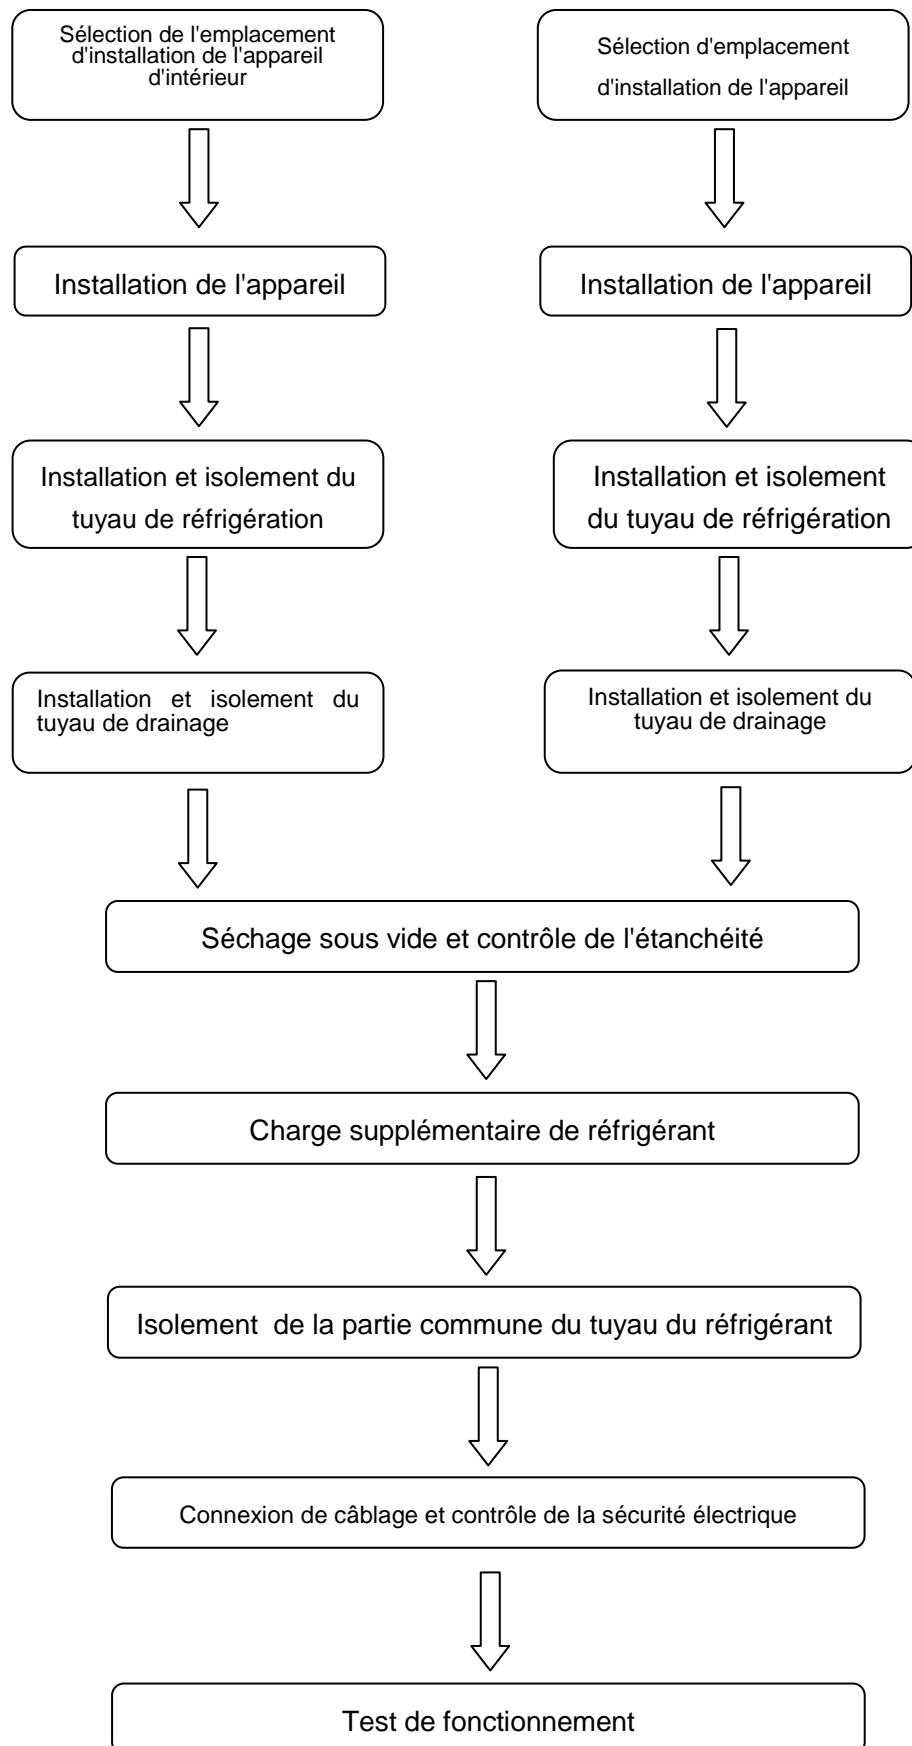 Sélection de l'emplacement
d'installation de l'appareil
d'intérieur
Sélection d'emplacement
d'installation de l'appareil
Installation de l'appareil
Installation de l'appareil
Installation et isolement du
tuyau de réfrigération
Installation et isolement
du tuyau de réfrigération
Installation et isolement du
tuyau de drainage
Installation et isolement du
tuyau de drainage
Séchage sous vide et contrôle de l'étanchéité
Charge supplémentaire de réfrigérant
Isolement de la partie commune du tuyau du réfrigérant
Connexion de câblage et contrôle de la sécurité électrique
Test de fonctionnement